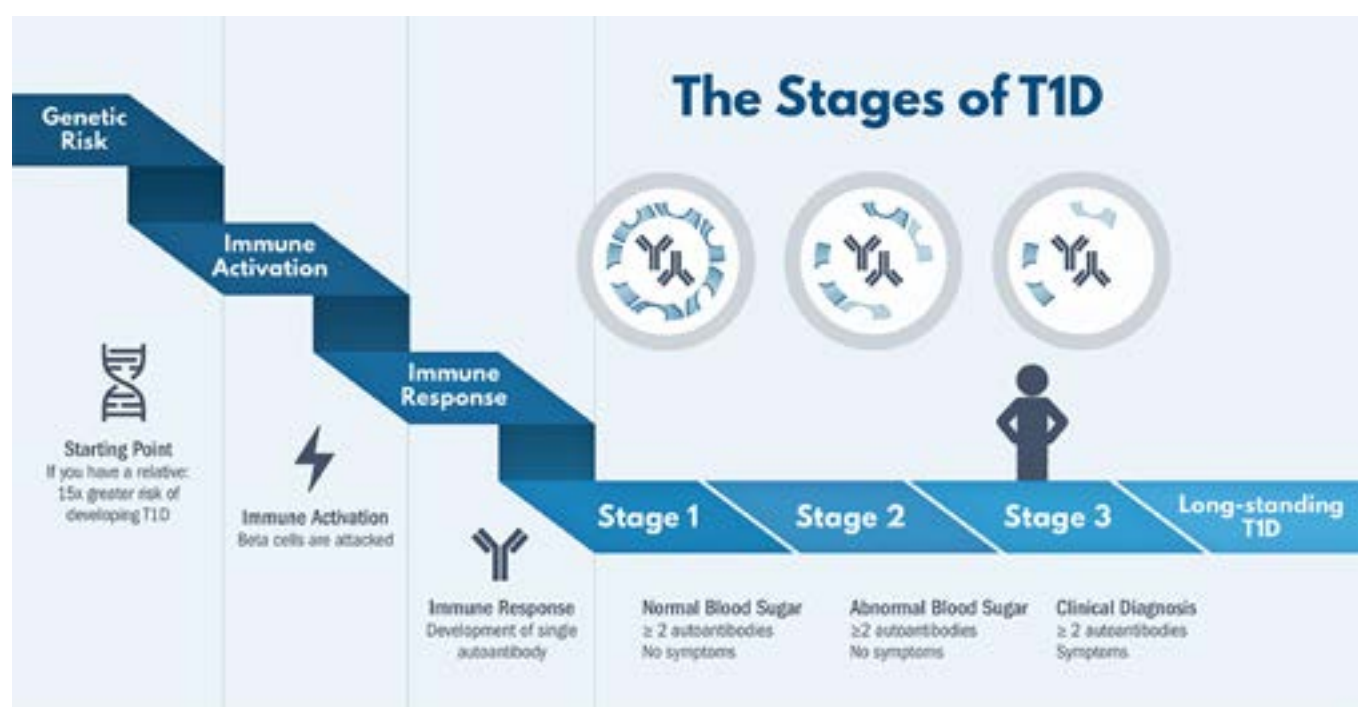 The Stages of T1D
Genetic
Risk
Immune
Activation
Immune
Response
Starting Point
If you have a relative:
15x greater risk of
developing T1D
Immune Activation
Beta cells are attacked
Immune Response
Development of single
autoantibody
Stage 1
Stage 2
Stage 3
Long-standing
T1D
Normal Blood Sugar
≥ 2 autoantibodies
No symptoms
Abnormal Blood Sugar
≥2 autoantibodies
No symptoms
Clinical Diagnosis
≥ 2 autoantibodies
Symptoms